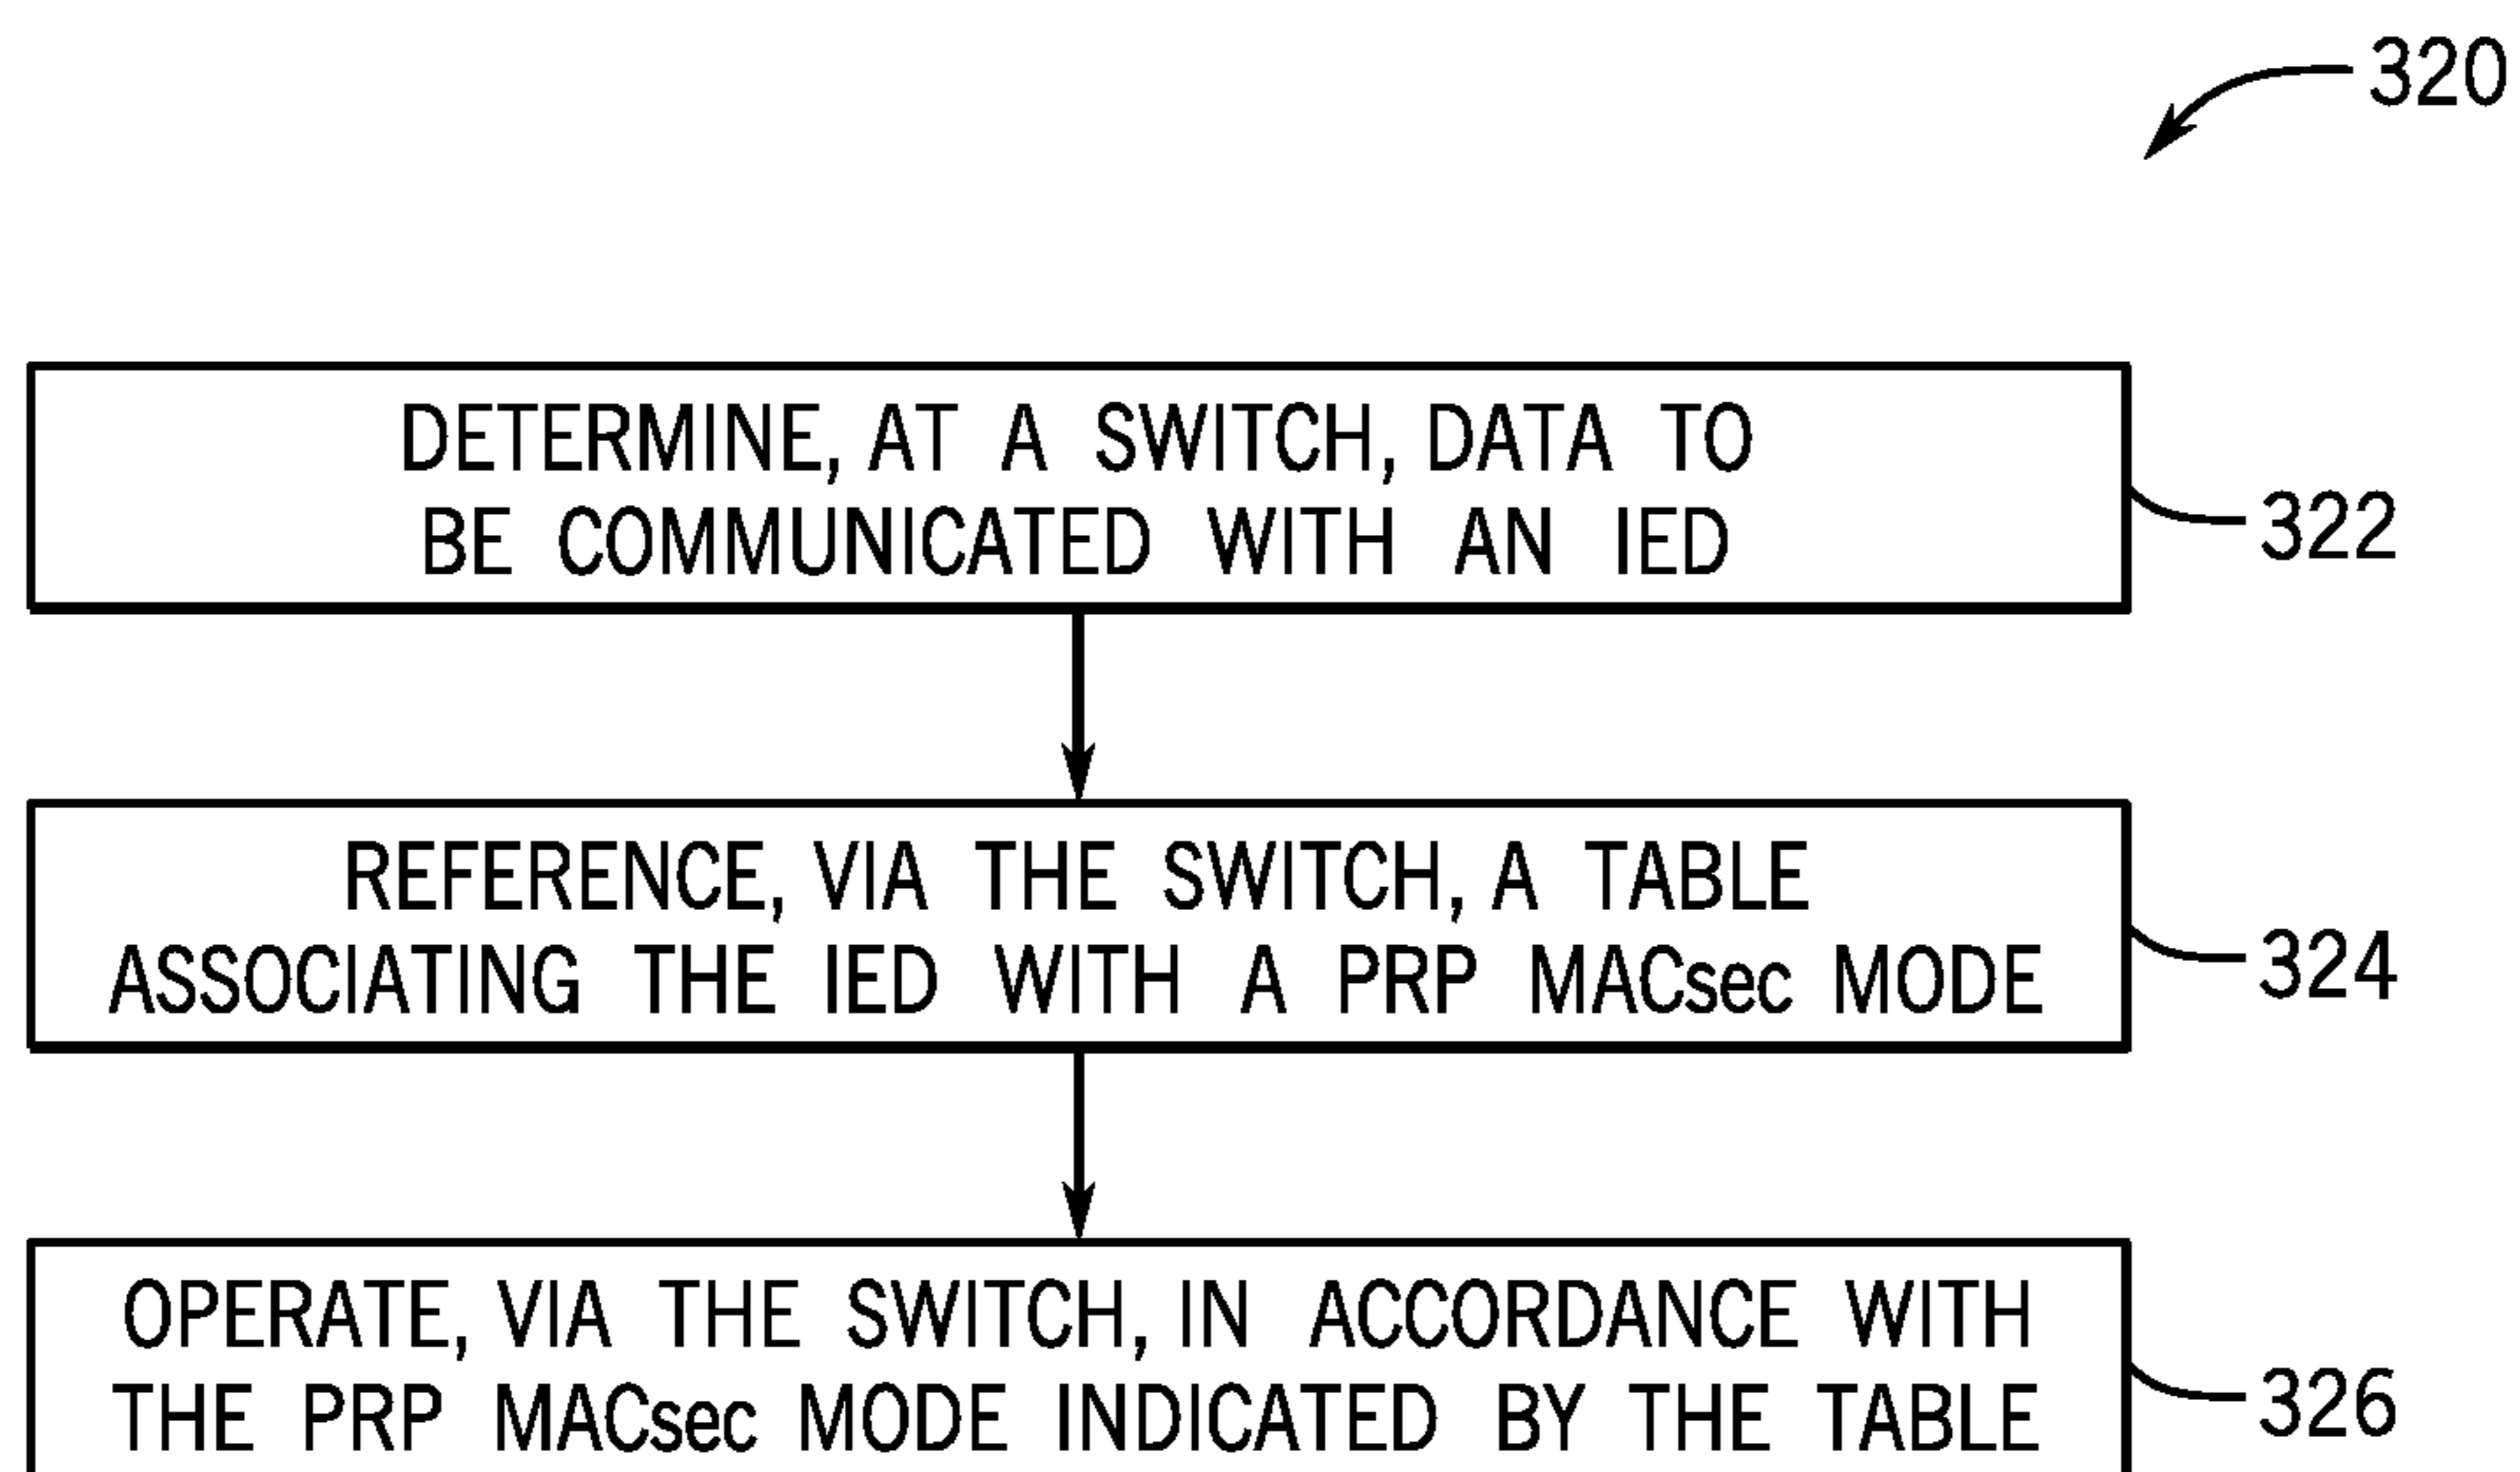 320
DETERMINE, AT A SWITCH, DATA TO
BE COMMUNICATED WITH AN IED
322
REFERENCE, VIA THE SWITCH, A TABLE
ASSOCIATING THE IED WITH A PRP MACsec MODE
324
OPERATE, VIA THE SWITCH, IN ACCORDANCE WITH
THE PRP MACsec MODE INDICATED BY THE TABLE
326